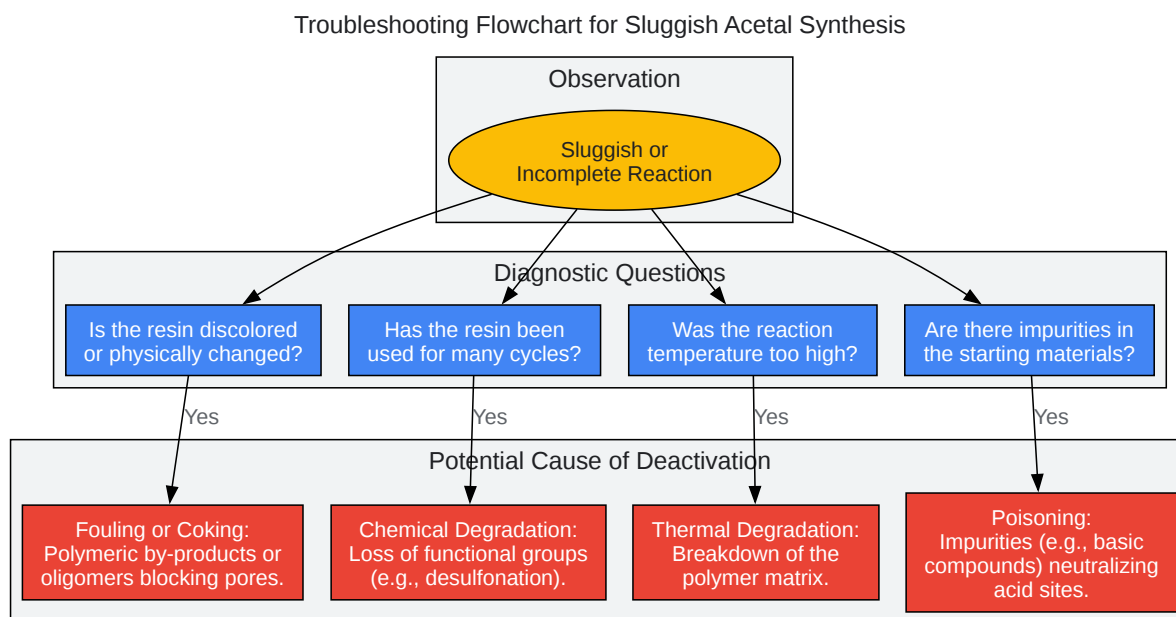 Troubleshooting Flowchart for Sluggish Acetal Synthesis
Observation
Sluggish or
Incomplete Reaction
Diagnostic Questions
Is the resin discolored
or physically changed?
Has the resin been
used for many cycles?
Was the reaction
temperature too high?
Are there impurities in
the starting materials?
Yes
Yes
Yes
Yes
Potential Cause of Deactivation
Fouling or Coking:
Polymeric by-products or
oligomers blocking pores.
Chemical Degradation:
Loss of functional groups
(e.g., desulfonation).
Thermal Degradation:
Breakdown of the
polymer matrix.
Poisoning:
Impurities (e.g., basic
compounds) neutralizing
acid sites.